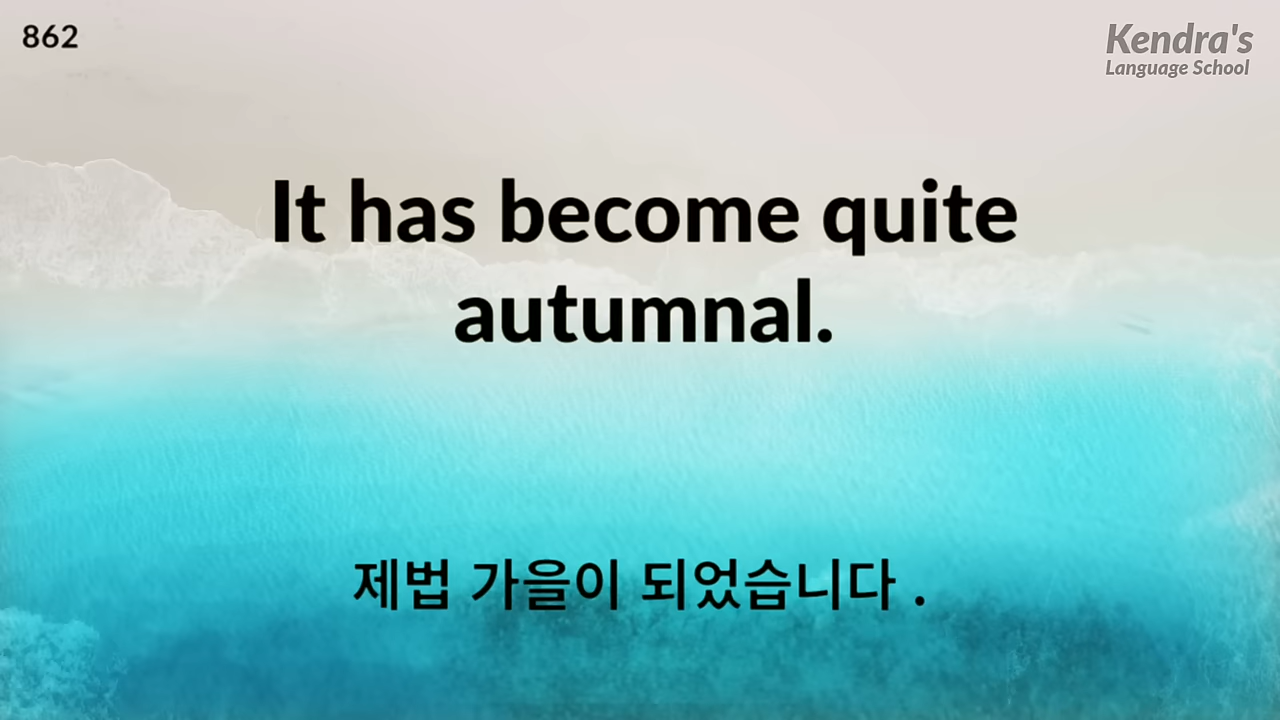 862
Kendra's
Language School
It has become quite
autumnal.
제법 가을이 되었습니다 .